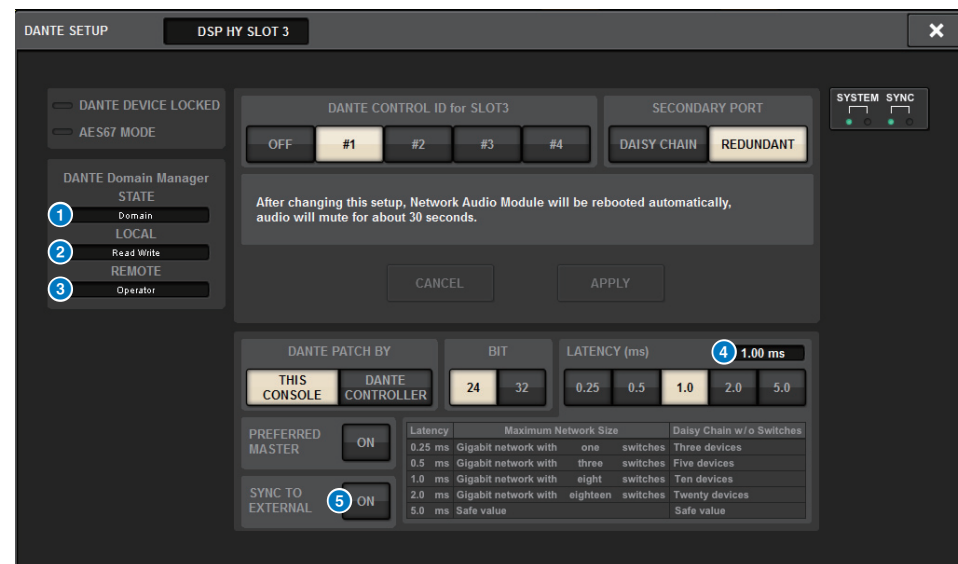 DANTE SETUP
DSP HY SLOT 3
×
DANTE DEVICE LOCKED
AES67 MODE
DANTE Domain Manager
STATE
1
Domain
LOCAL
2
Read Write
REMOTE
3
Operator
DANTE CONTROL ID for SLOT3
OFF
#1
#2
#3
#4
SECONDARY PORT
DAISY CHAIN
REDUNDANT
SYSTEM SYNC
After changing this setup, Network Audio Module will be rebooted automatically,
audio will mute for about 30 seconds.
CANCEL
APPLY
DANTE PATCH BY
THIS
CONSOLE
DANTE
CONTROLLER
BIT
24
32
LATENCY (ms)
4
1.00 ms
0.25
0.5
1.0
2.0
5.0
PREFERRED
MASTER
ON
SYNC TO
EXTERNAL
5
ON
Latency Maximum Network Size Daisy Chain w/o Switches
0.25 ms Gigabit network with one switches Three devices
0.5 ms Gigabit network with three switches Five devices
1.0 ms Gigabit network with eight switches Ten devices
2.0 ms Gigabit network with eighteen switches Twenty devices
5.0 ms Safe value Safe value